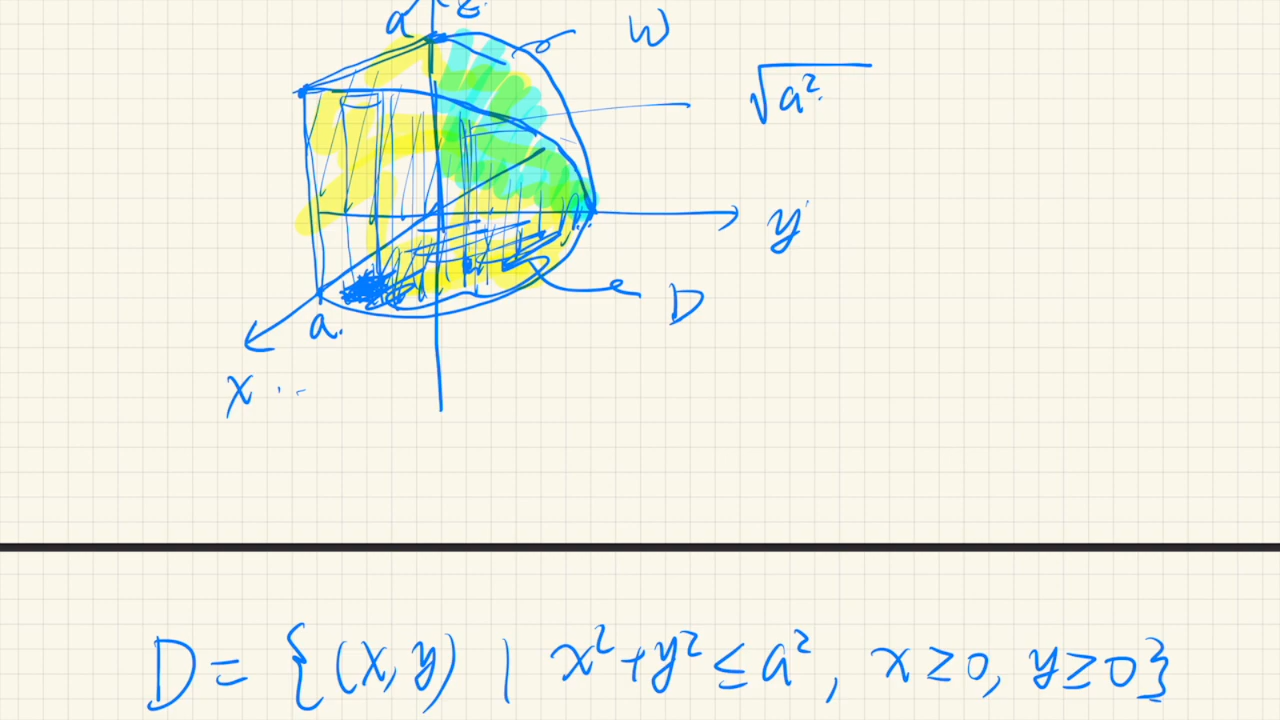 a z
W
√a²
y
D
a
x
D = {(x, y) | x² + y² ≤ a², x ≥ 0, y ≥ 0}